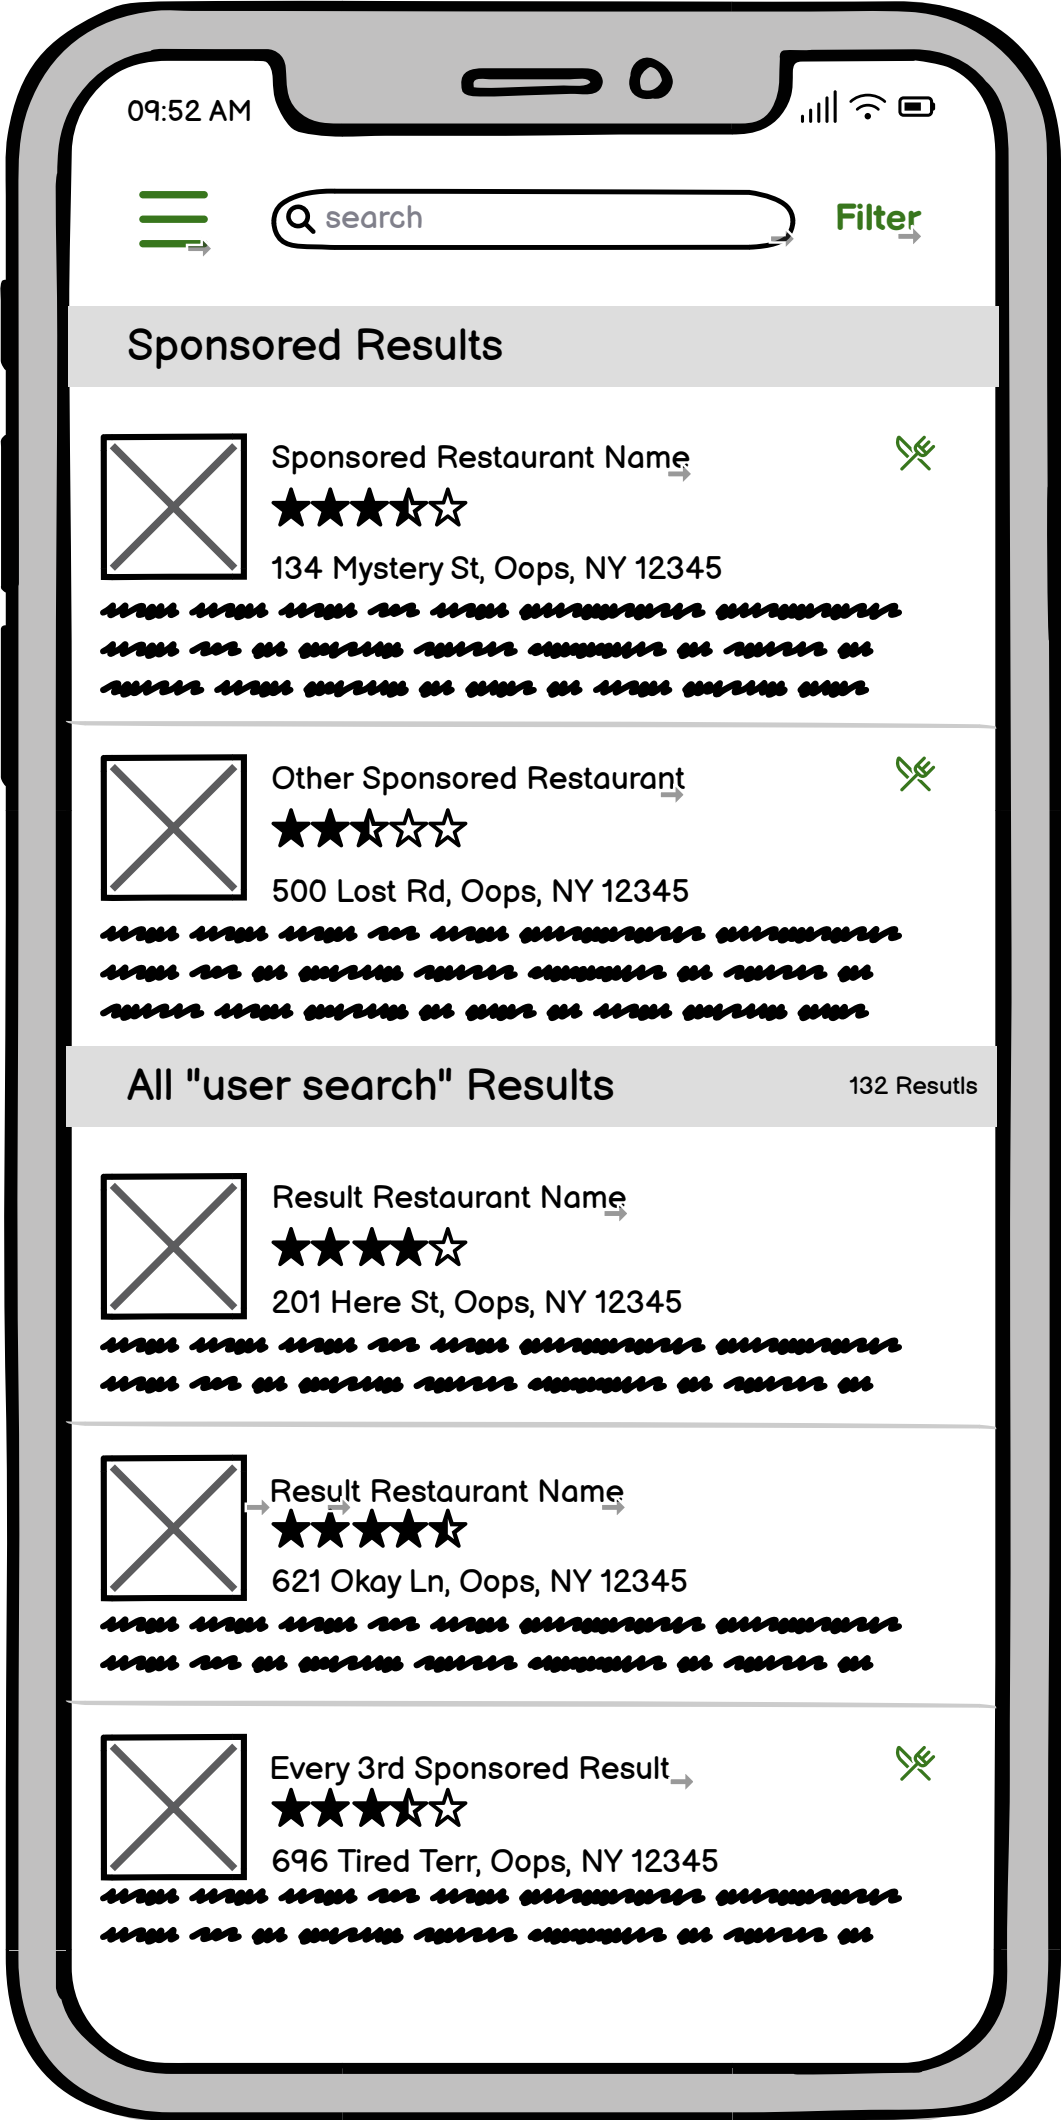 09:52 AM
search
Filter
Sponsored Results
Sponsored Restaurant Name
134 Mystery St, Oops, NY 12345
Other Sponsored Restaurant
500 Lost Rd, Oops, NY 12345
All "user search" Results
132 Resutls
Result Restaurant Name
201 Here St, Oops, NY 12345
Result Restaurant Name
621 Okay Ln, Oops, NY 12345
Every 3rd Sponsored Result
696 Tired Terr, Oops, NY 12345